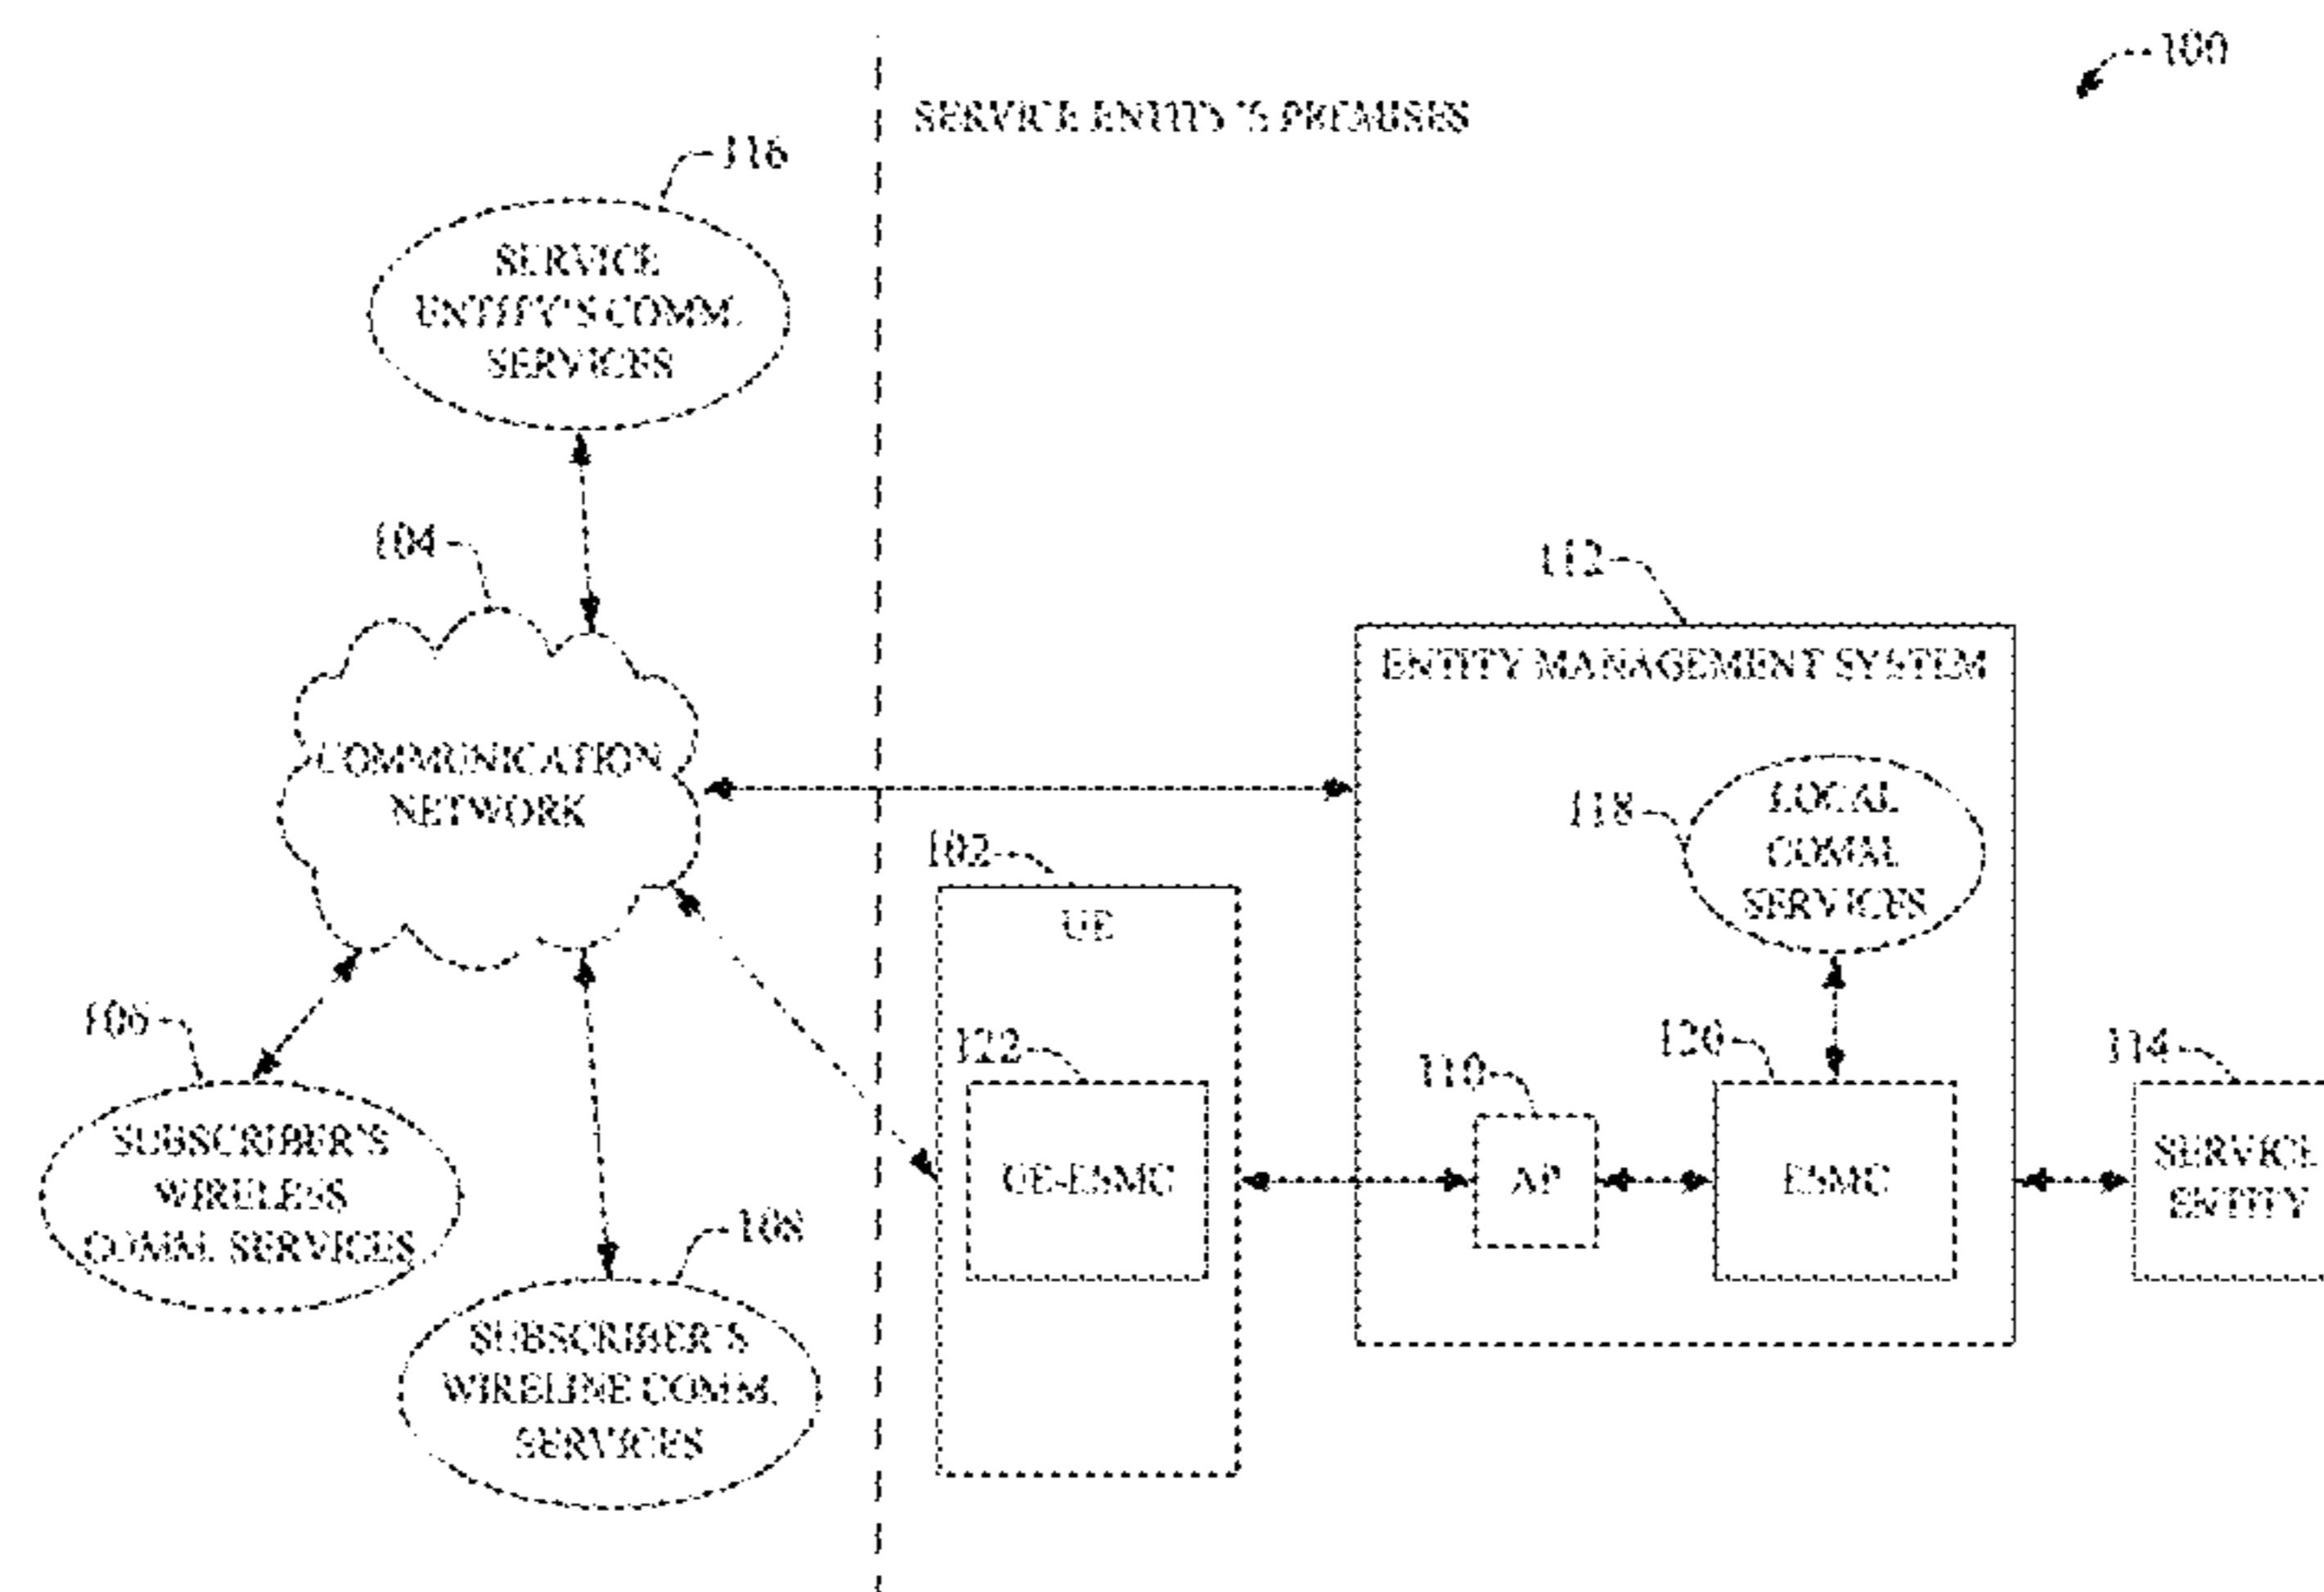 100
SERVICE ENTITY'S PREMISES
116
SERVICE
ENTITY'S COMM.
SERVICES
104
COMMUNICATION
NETWORK
112
ENTITY MANAGEMENT SYSTEM
118
LOCAL
COMM.
SERVICES
102
UE
122
UE-ESMC
110
AP
120
ESMC
114
SERVICE
ENTITY
106
SUBSCRIBER'S
WIRELESS
COMM. SERVICES
108
SUBSCRIBER'S
WIRELINE COMM.
SERVICES